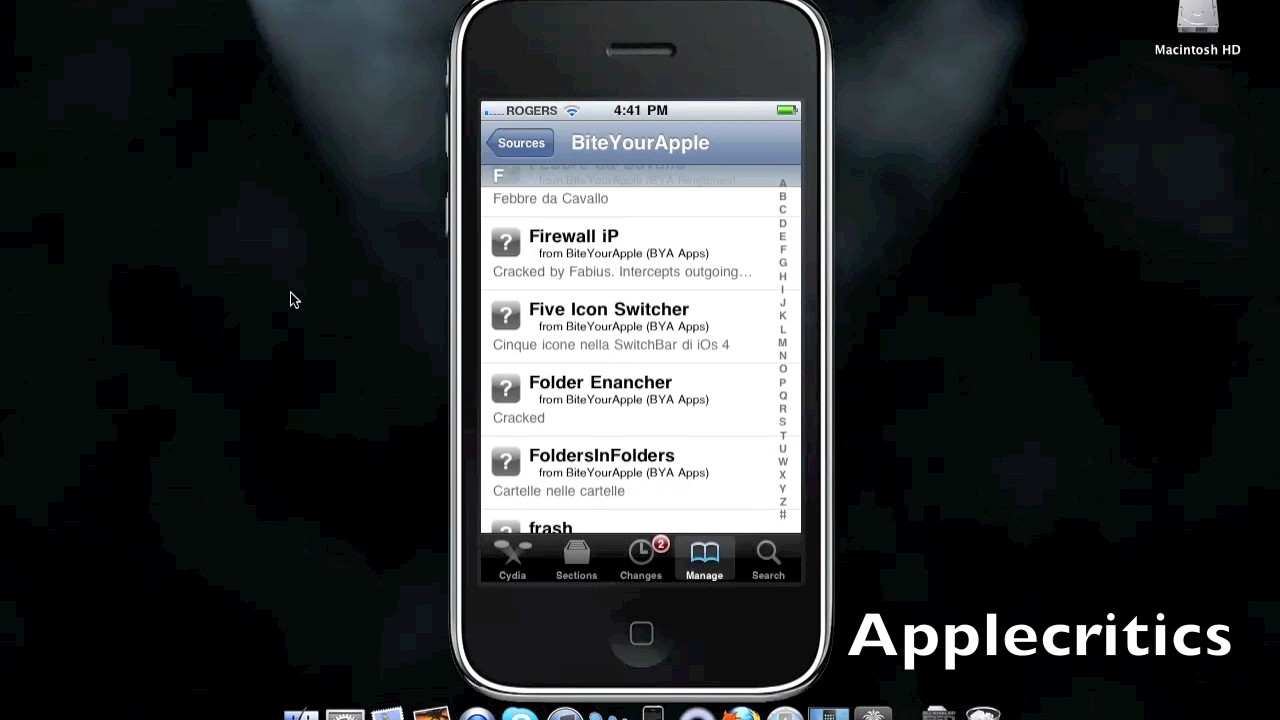 Macintosh HD
ROGERS 4:41 PM
Sources BiteYourApple
F
Febbre da Cavallo
Firewall iP
from BiteYourApple (BYA Apps)
Cracked by Fabius. Intercepts outgoing...
Five Icon Switcher
from BiteYourApple (BYA Apps)
Cinque icone nella SwitchBar di iOs 4
Folder Enancher
from BiteYourApple (BYA Apps)
Cracked
FoldersInFolders
from BiteYourApple (BYA Apps)
Cartelle nelle cartelle
frash
A
B
C
D
E
F
G
H
I
J
K
L
M
N
O
P
Q
R
S
T
U
W
X
Y
Z
#
2
Cydia Sections Changes Manage Search
Applecritics